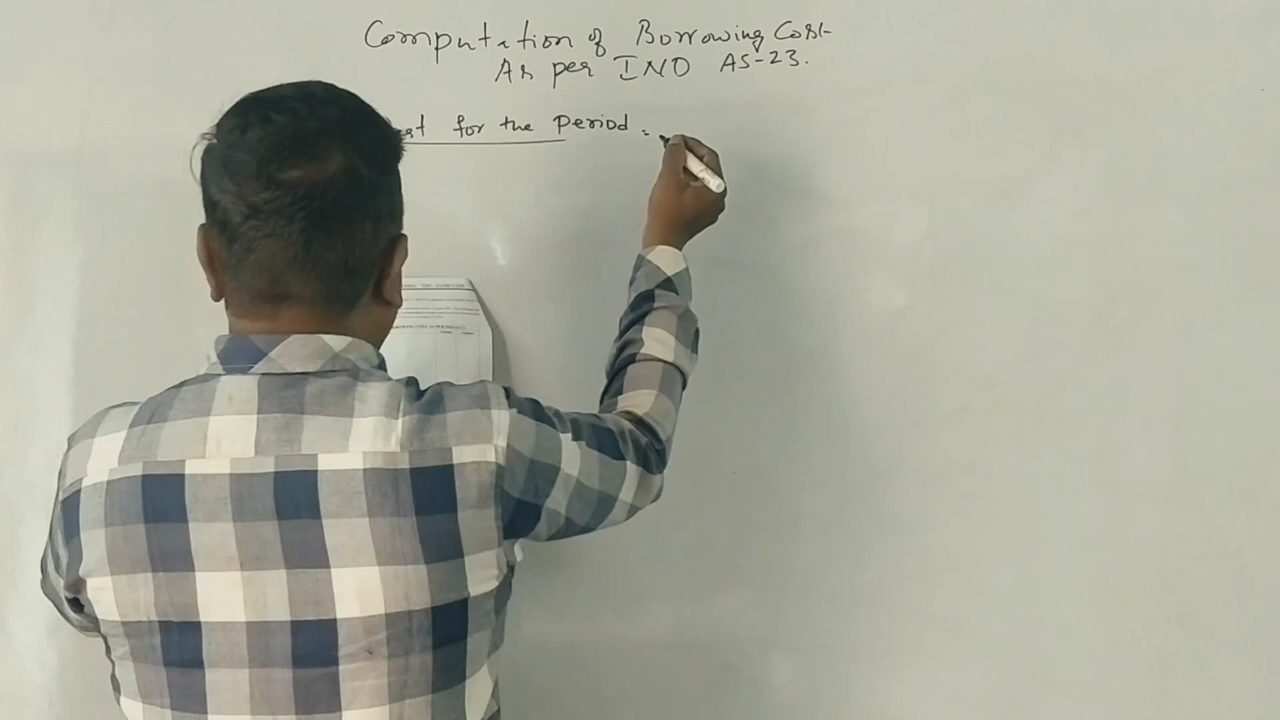 Computation of Borrowing Cost
As per IND AS-23.
for the Period :